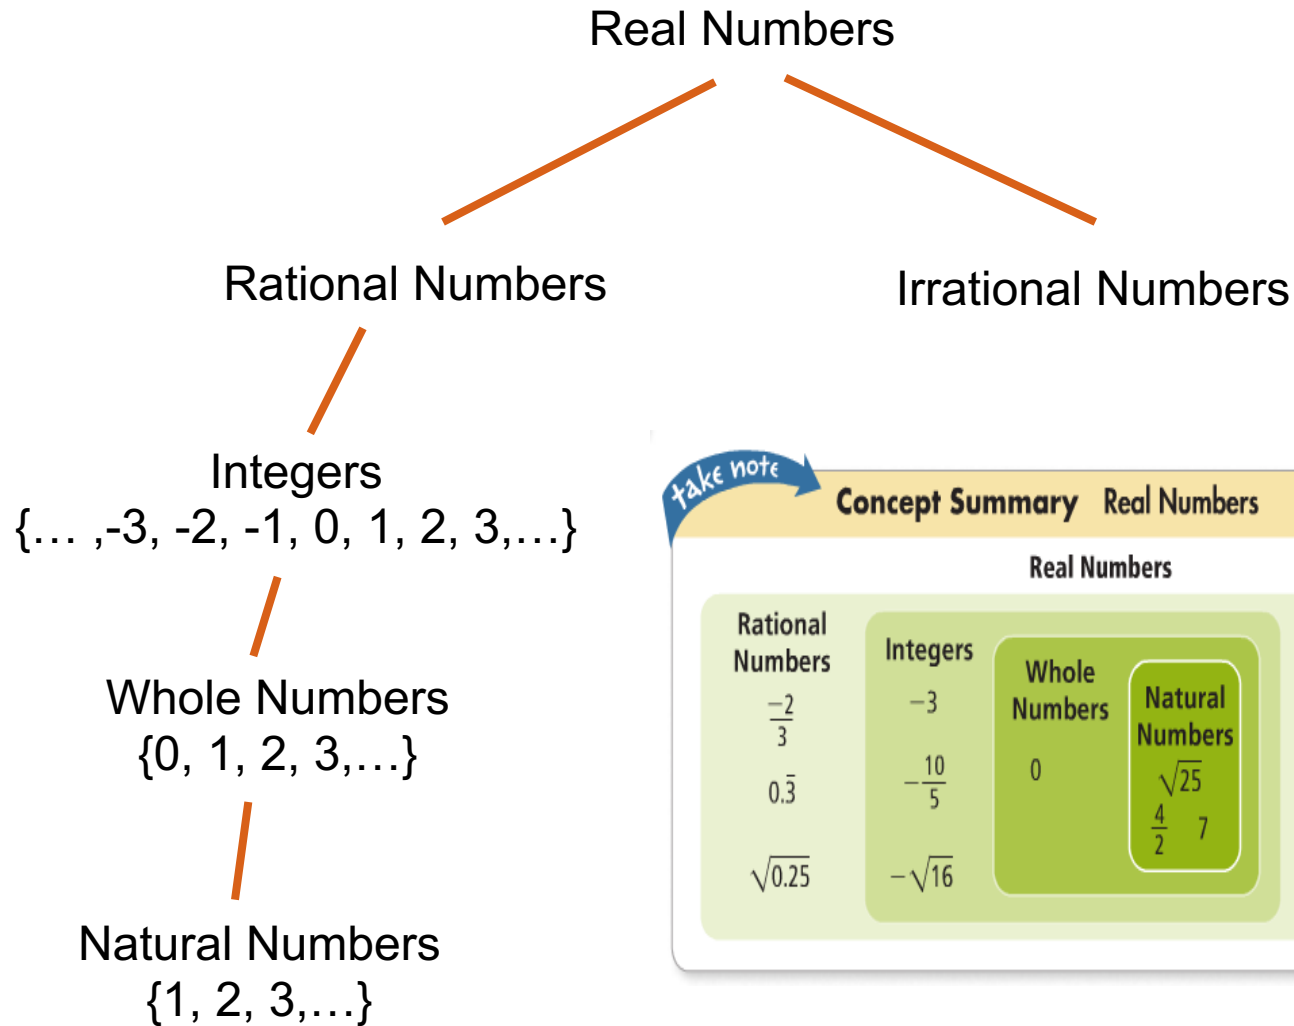 Real Numbers
Rational Numbers
Irrational Numbers
Integers
{… ,-3, -2, -1, 0, 1, 2, 3,…}
Whole Numbers
{0, 1, 2, 3,…}
Natural Numbers
{1, 2, 3,…}
take note
Concept Summary Real Numbers
Real Numbers
Rational
Numbers
-2/3
0.3̅
√0.25
Integers
−3
−10/5
−√16
Whole
Numbers
0
Natural
Numbers
√25
4/2 7